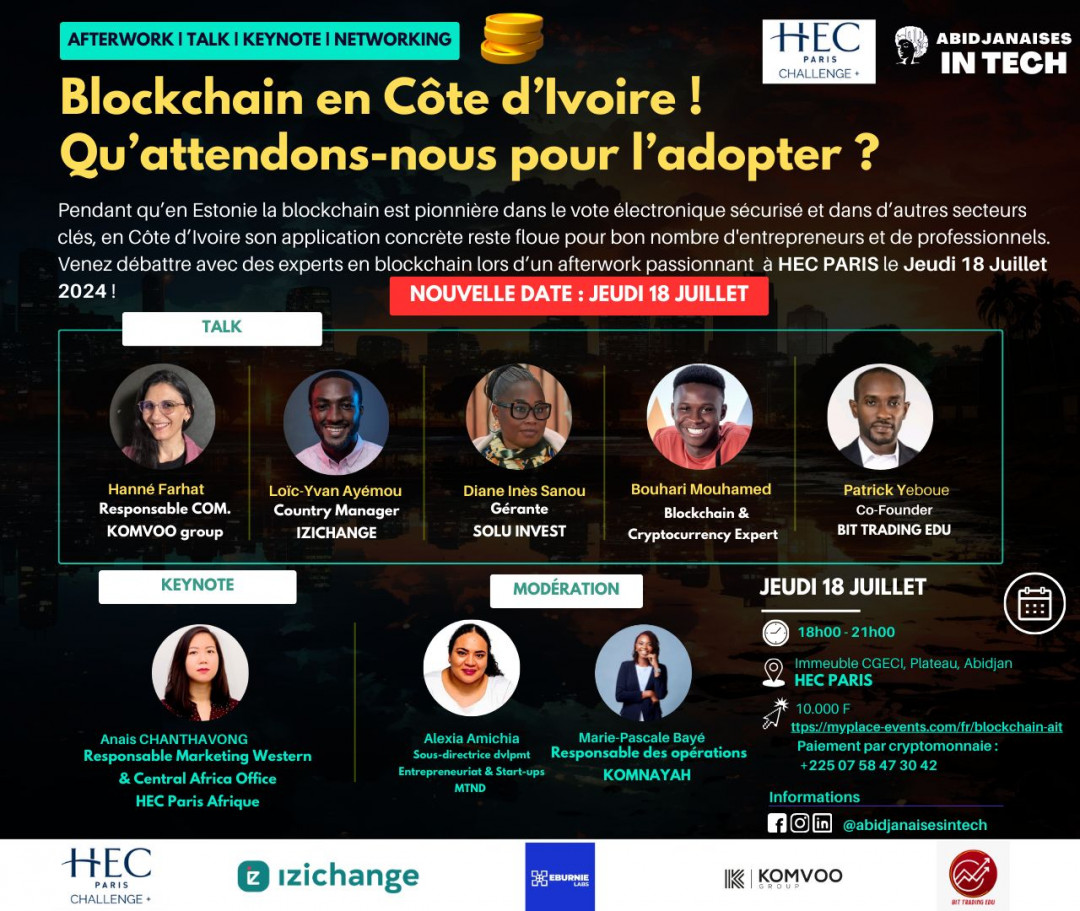 AFTERWORK | TALK | KEYNOTE | NETWORKING
HEC
PARIS
CHALLENGE +
ABIDJANAISES
IN TECH
Blockchain en Côte d’Ivoire !
Qu’attendons-nous pour l’adopter ?
Pendant qu’en Estonie la blockchain est pionnière dans le vote électronique sécurisé et dans d’autres secteurs
clés, en Côte d’Ivoire son application concrète reste floue pour bon nombre d'entrepreneurs et de professionnels.
Venez débattre avec des experts en blockchain lors d’un afterwork passionnant à HEC PARIS le Jeudi 18 Juillet
2024 !
NOUVELLE DATE : JEUDI 18 JUILLET
TALK
Hanné Farhat
Responsable COM.
KOMVOO group
Loïc-Yvan Ayémou
Country Manager
IZICHANGE
Diane Inès Sanou
Gérante
SOLU INVEST
Bouhari Mouhamed
Blockchain &
Cryptocurrency Expert
Patrick Yeboue
Co-Founder
BIT TRADING EDU
KEYNOTE
Anais CHANTHAVONG
Responsable Marketing Western
& Central Africa Office
HEC Paris Afrique
MODÉRATION
Alexia Amichia
Sous-directrice dvlpmt
Entrepreneuriat & Start-ups
MTND
Marie-Pascale Bayé
Responsable des opérations
KOMNAYAH
JEUDI 18 JUILLET
18h00 - 21h00
Immeuble CGECI, Plateau, Abidjan
HEC PARIS
10.000 F
ttps://myplace-events.com/fr/blockchain-ait
Paiement par cryptomonnaie :
+225 07 58 47 30 42
Informations
@abidjanaisesintech
HEC
PARIS
CHALLENGE +
izichange
EBURNIE
LABS
KOMVOO
GROUP
BIT TRADING EDU